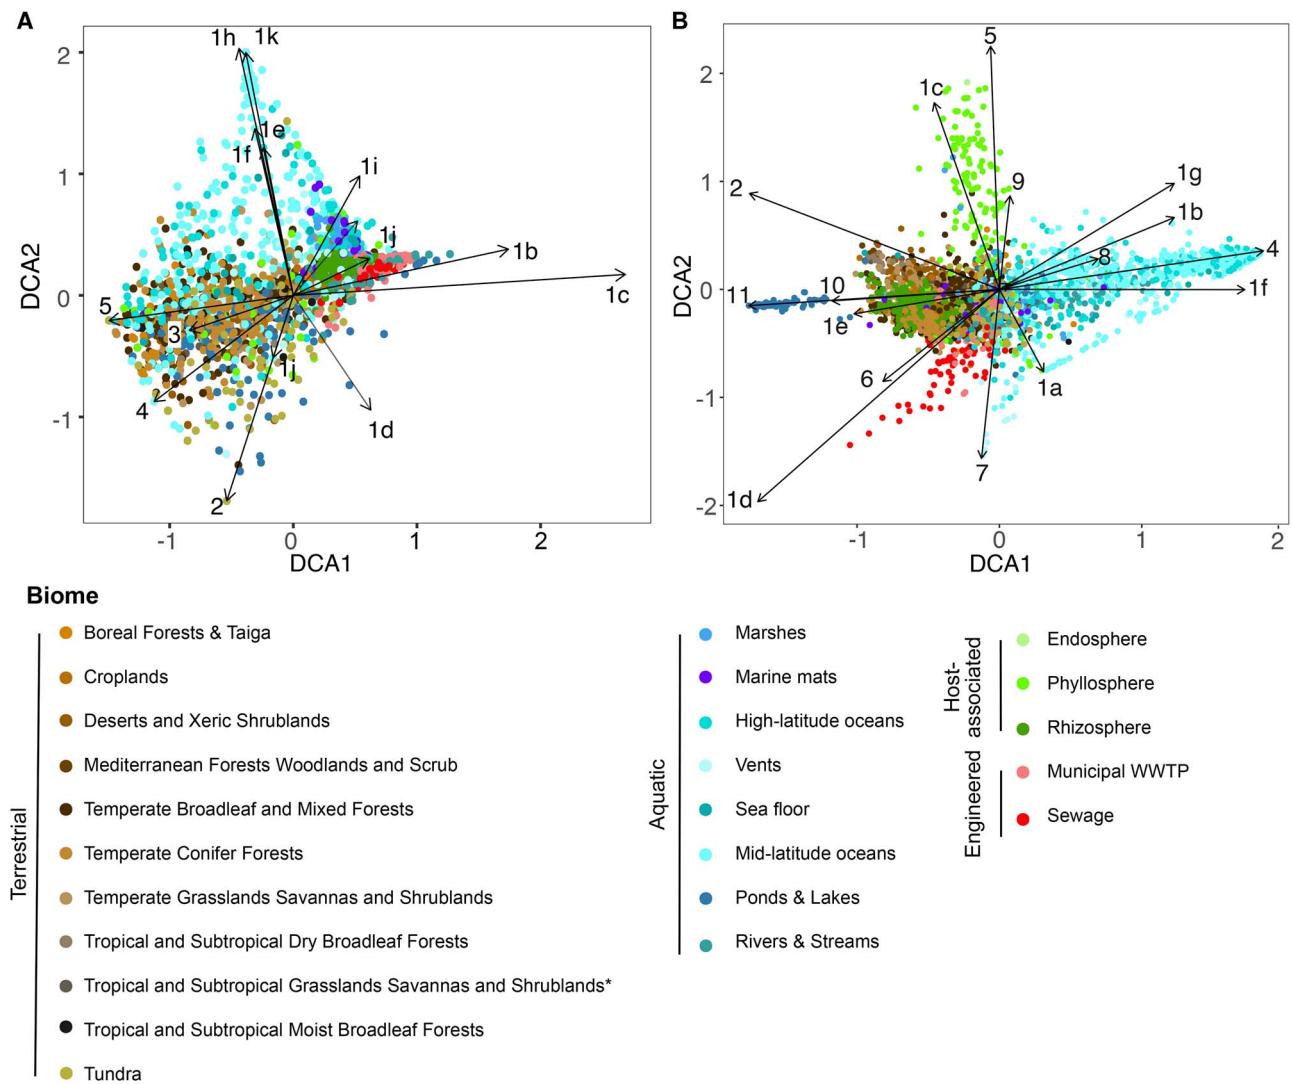 A
1h 1k
1e
1f
1i
1j
1b
1c
5
3
1j
4
1d
2
2
1
0
-1
DCA2
-1 0 1 2
DCA1
B
5
1c
2
9
1g
1b
8
4
1f
11
10
1e
6
1a
7
1d
2
1
0
-1
-2
DCA2
-1 0 1 2
DCA1
Biome
Terrestrial
Boreal Forests & Taiga
Croplands
Deserts and Xeric Shrublands
Mediterranean Forests Woodlands and Scrub
Temperate Broadleaf and Mixed Forests
Temperate Conifer Forests
Temperate Grasslands Savannas and Shrublands
Tropical and Subtropical Dry Broadleaf Forests
Tropical and Subtropical Grasslands Savannas and Shrublands*
Tropical and Subtropical Moist Broadleaf Forests
Tundra
Aquatic
Marshes
Marine mats
High-latitude oceans
Vents
Sea floor
Mid-latitude oceans
Ponds & Lakes
Rivers & Streams
Host-
associated
Endosphere
Phyllosphere
Rhizosphere
Engineered
Municipal WWTP
Sewage